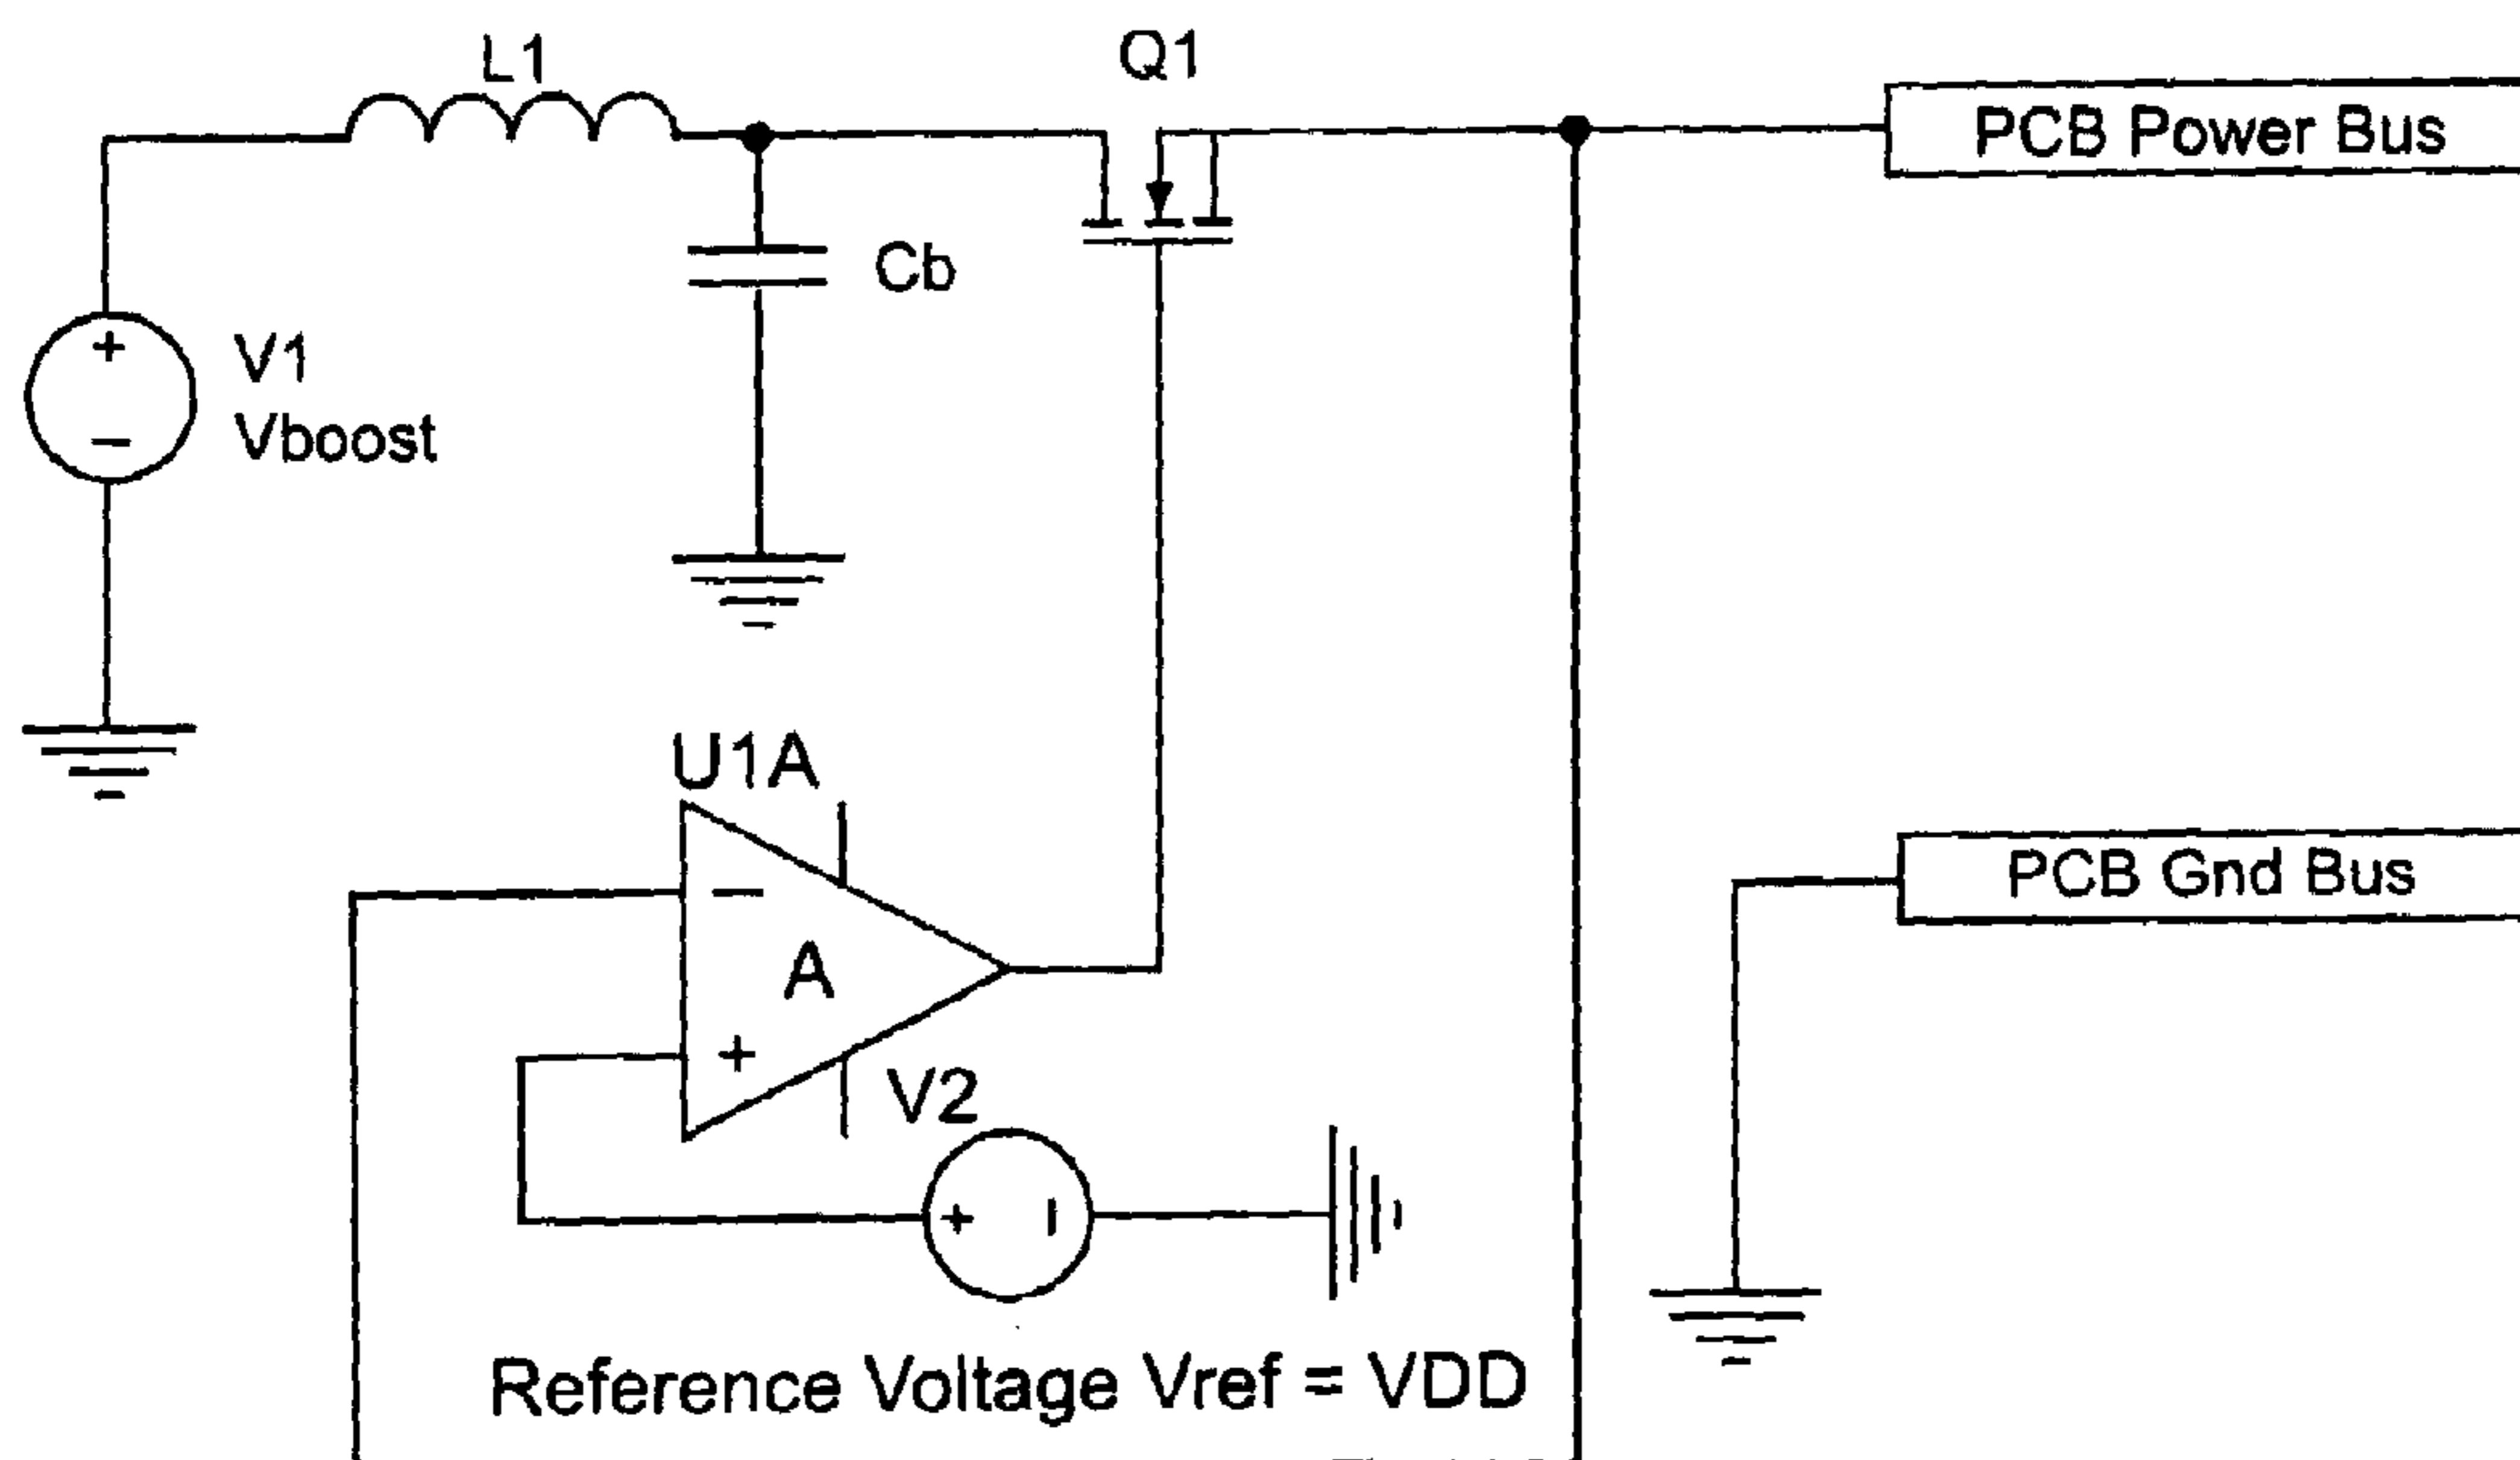 L1
Q1
PCB Power Bus
Cb
+
V1
−
Vboost
U1A
−
PCB Gnd Bus
A
+
V2
+ −
Reference Voltage Vref = VDD